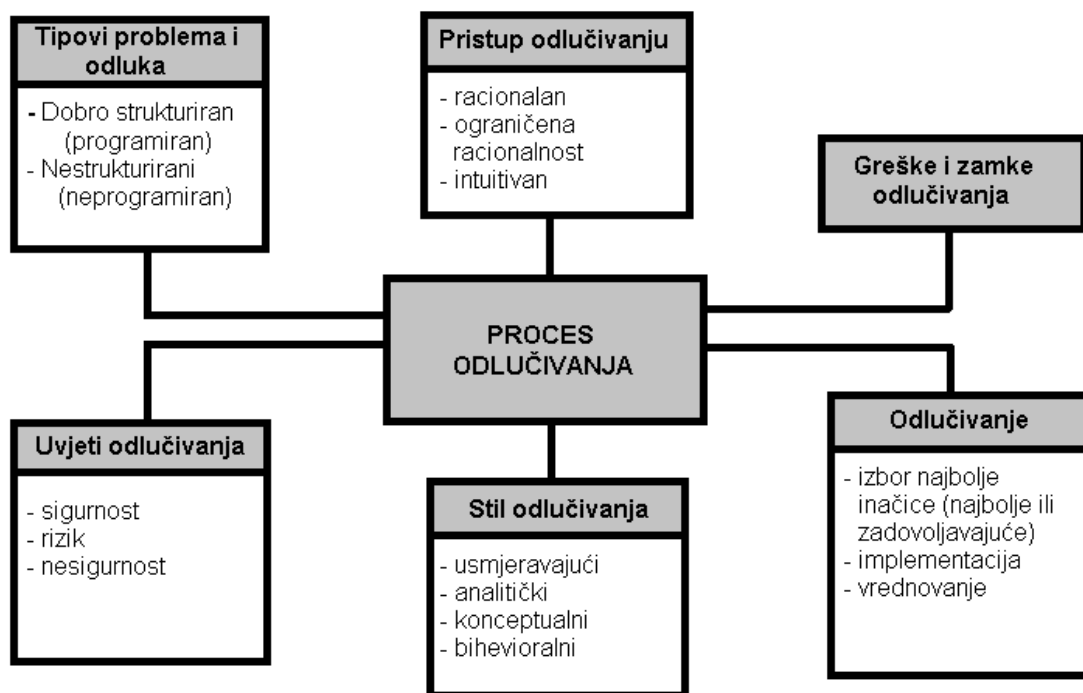 Tipovi problema i
odluka
- Dobro strukturiran
(programiran)
- Nestrukturirani
(neprogramiran)
Pristup odlučivanju
- racionalan
- ograničena
racionalnost
- intuitivan
Greške i zamke
odlučivanja
PROCES
ODLUČIVANJA
Uvjeti odlučivanja
- sigurnost
- rizik
- nesigurnost
Stil odlučivanja
- usmjeravajući
- analitički
- konceptualni
- bihevioralni
Odlučivanje
- izbor najbolje
inačice (najbolje ili
zadovoljavajuće)
- implementacija
- vrednovanje